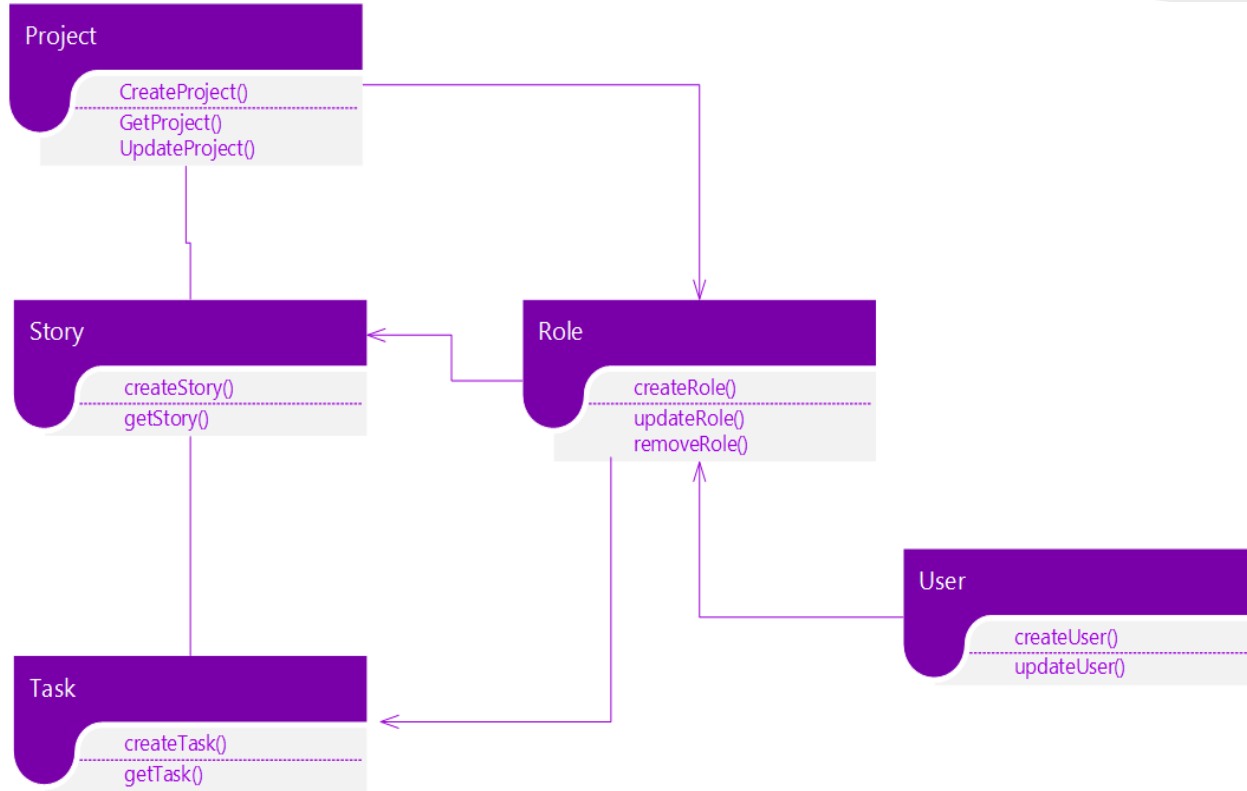 Project
CreateProject()
GetProject()
UpdateProject()
Story
createStory()
getStory()
Role
createRole()
updateRole()
removeRole()
User
createUser()
updateUser()
Task
createTask()
getTask()